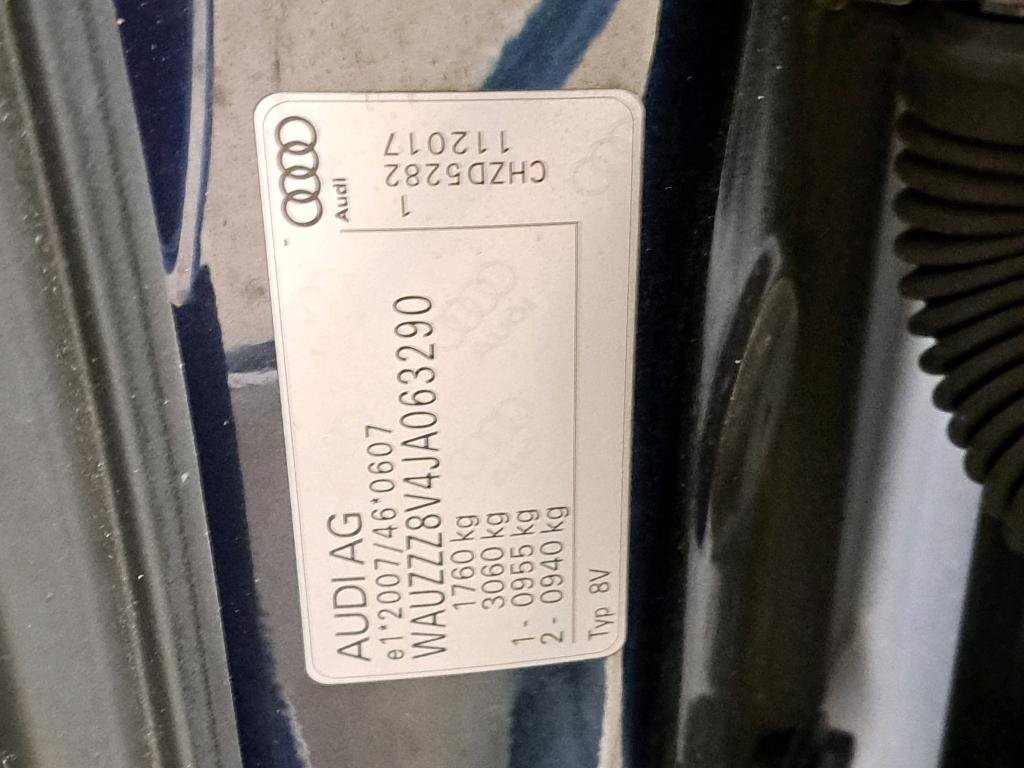 AUDI AG
e1*2007/46*0607
WAUZZZ8V4JA063290
1760 kg
3060 kg
1- 0955 kg
2- 0940 kg
Typ 8V
Audi
1
CHZD5282
112017
Audi